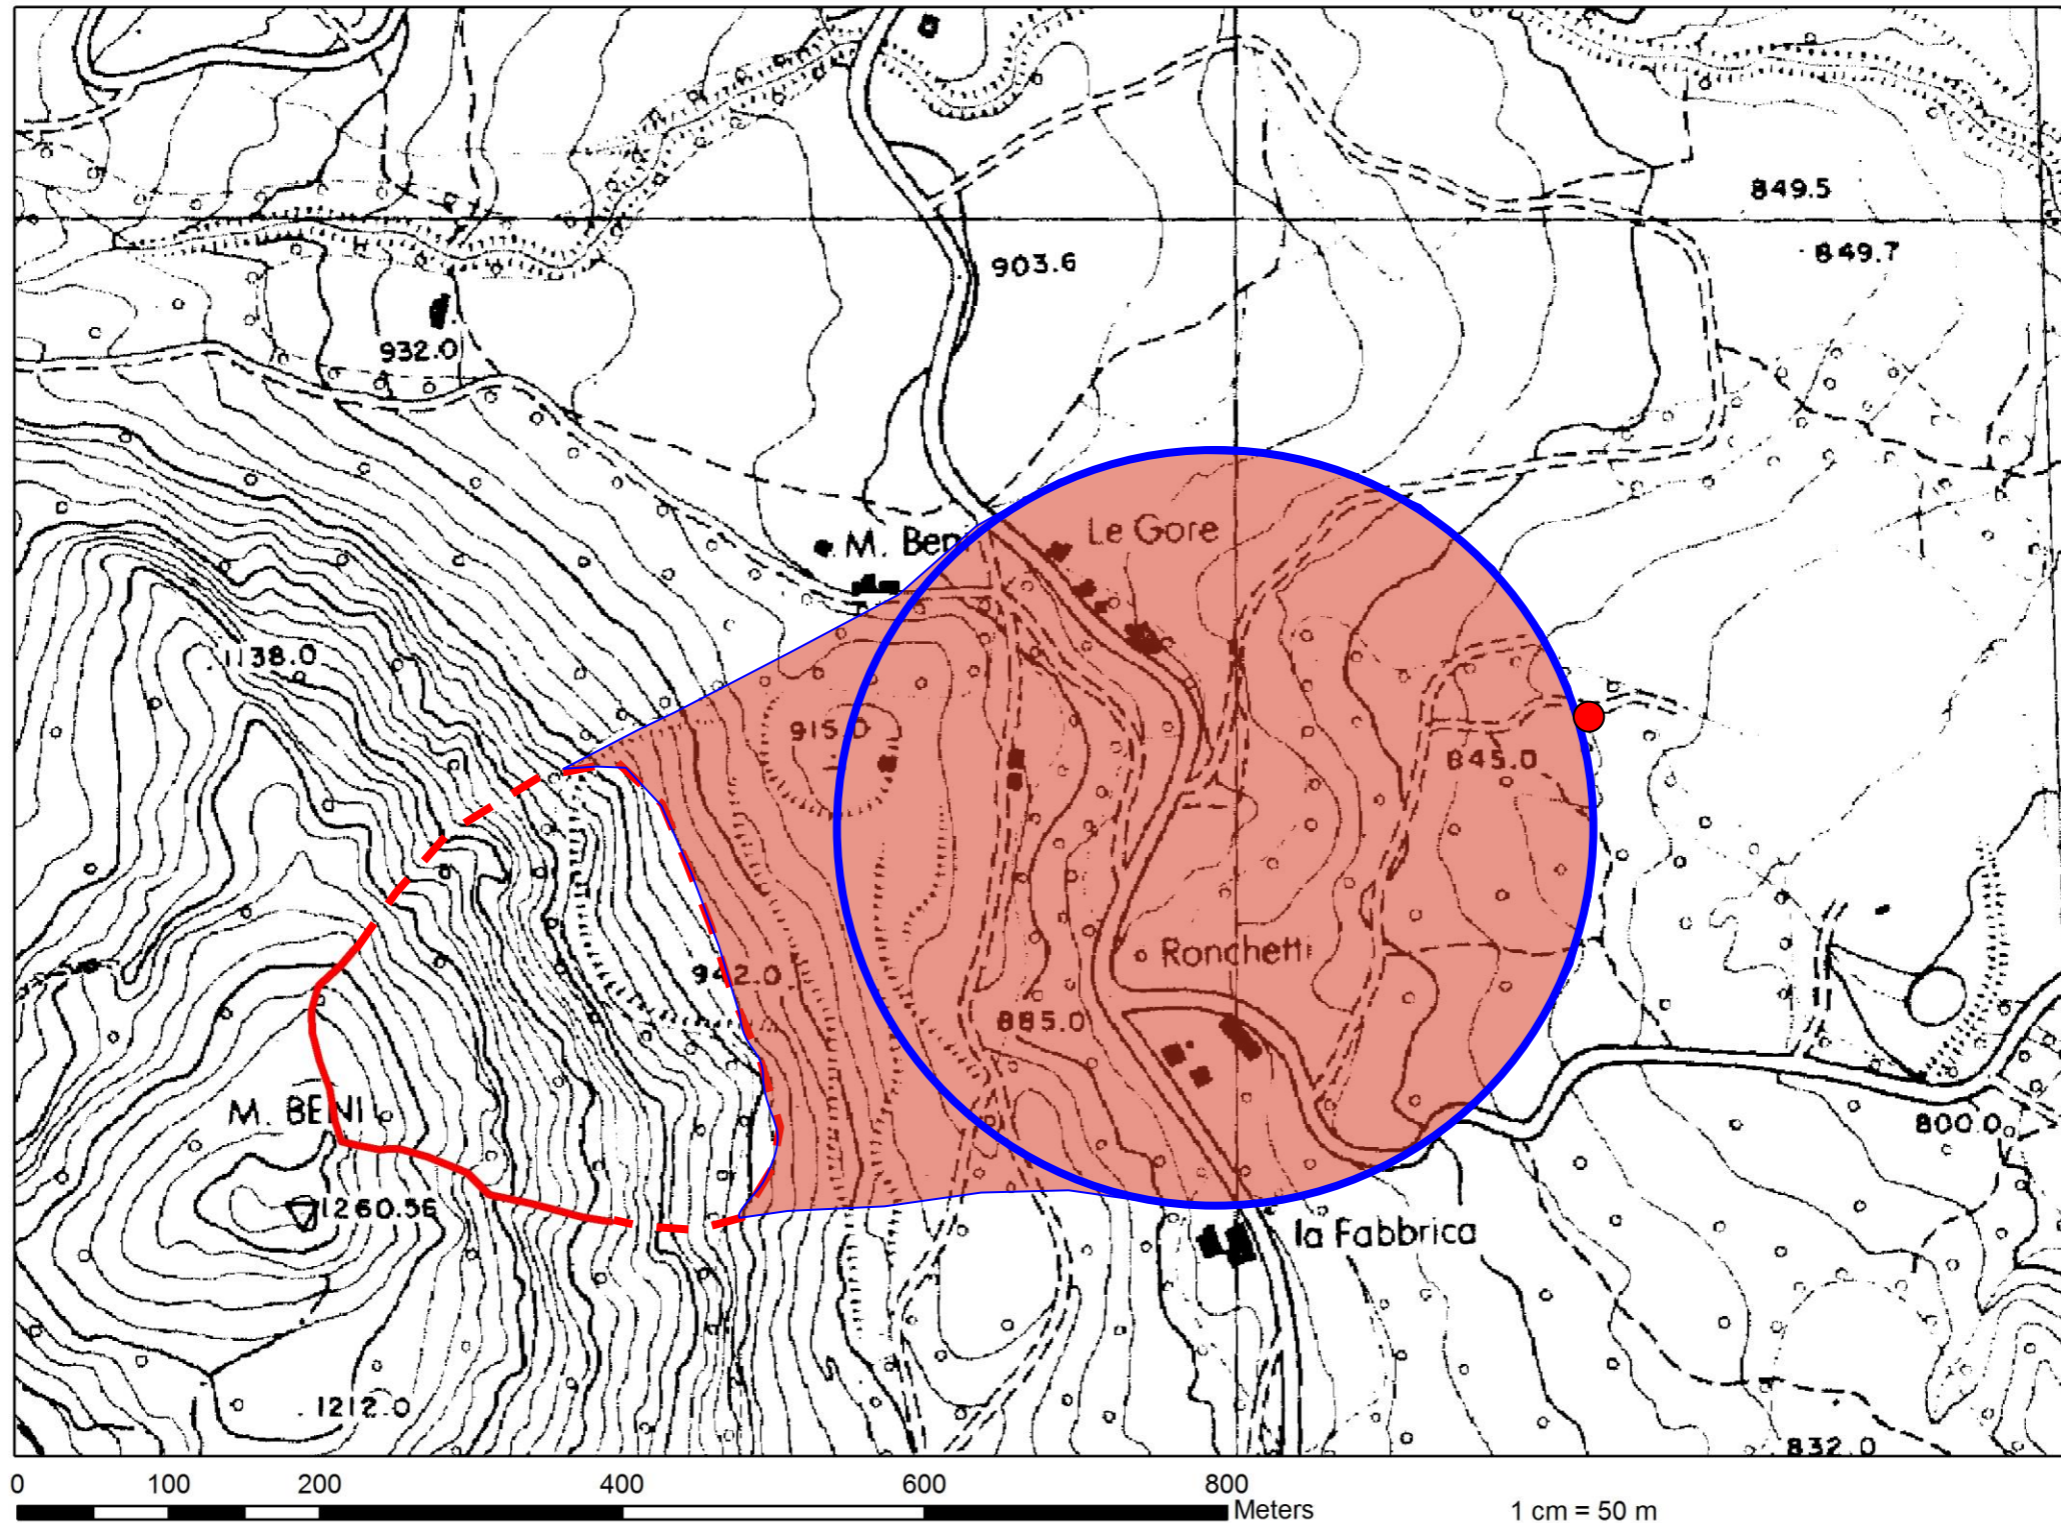 849.5
903.6
849.7
932.0
M. Beni
Le Gore
1138.0
915.0
845.0
Ronchetti
942.0
885.0
M. BENI
800.0
1260.56
la Fabbrica
1212.0
832.0
0 100 200 400 600 800 Meters
1 cm = 50 m